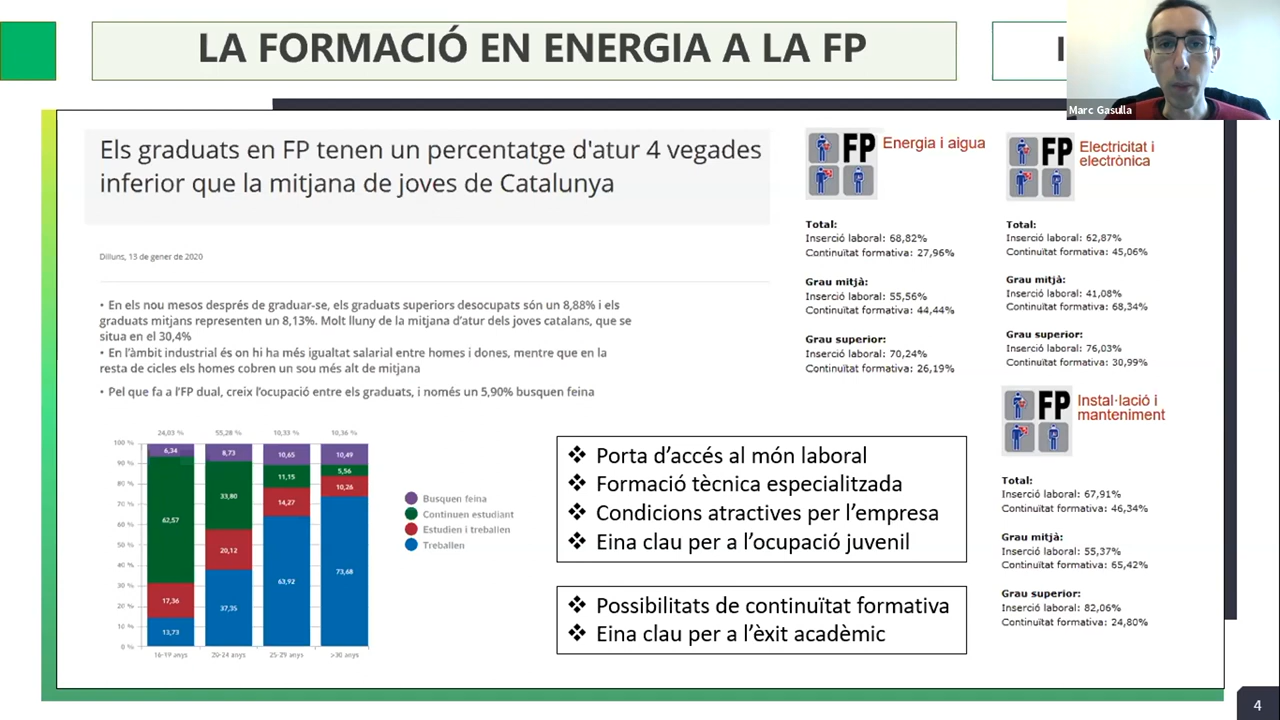 LA FORMACIÓ EN ENERGIA A LA FP
Marc Gasulla
Els graduats en FP tenen un percentatge d'atur 4 vegades
inferior que la mitjana de joves de Catalunya
Dilluns, 13 de gener de 2020
• En els nou mesos després de graduar-se, els graduats superiors desocupats són un 8,88% i els
graduats mitjans representen un 8,13%. Molt lluny de la mitjana d'atur dels joves catalans, que se
situa en el 30,4%
• En l'àmbit industrial és on hi ha més igualtat salarial entre homes i dones, mentre que en la
resta de cicles els homes cobren un sou més alt de mitjana
• Pel que fa a l'FP dual, creix l'ocupació entre els graduats, i només un 5,90% busquen feina
24,03 % 55,28 % 10,33 % 10,36 %
100 %
90 %
80 %
70 %
60 %
50 %
40 %
30 %
20 %
10 %
0 %
6,34 8,73 10,65 10,49
62,57 33,80 11,15 5,56
17,36 20,12 14,27 10,26
13,73 37,35 63,92 73,68
16-19 anys 20-24 anys 25-29 anys >30 anys
Busquen feina
Continuen estudiant
Estudien i treballen
Treballen
❖ Porta d'accés al món laboral
❖ Formació tècnica especialitzada
❖ Condicions atractives per l'empresa
❖ Eina clau per a l'ocupació juvenil
❖ Possibilitats de continuïtat formativa
❖ Eina clau per a l'èxit acadèmic
FP Energia i aigua
Total:
Inserció laboral: 68,82%
Continuïtat formativa: 27,96%
Grau mitjà:
Inserció laboral: 55,56%
Continuïtat formativa: 44,44%
Grau superior:
Inserció laboral: 70,24%
Continuïtat formativa: 26,19%
FP Electricitat i
electrònica
Total:
Inserció laboral: 62,87%
Continuïtat formativa: 45,06%
Grau mitjà:
Inserció laboral: 41,08%
Continuïtat formativa: 68,34%
Grau superior:
Inserció laboral: 76,03%
Continuïtat formativa: 30,99%
FP Instal·lació i
manteniment
Total:
Inserció laboral: 67,91%
Continuïtat formativa: 46,34%
Grau mitjà:
Inserció laboral: 55,37%
Continuïtat formativa: 65,42%
Grau superior:
Inserció laboral: 82,06%
Continuïtat formativa: 24,80%
4